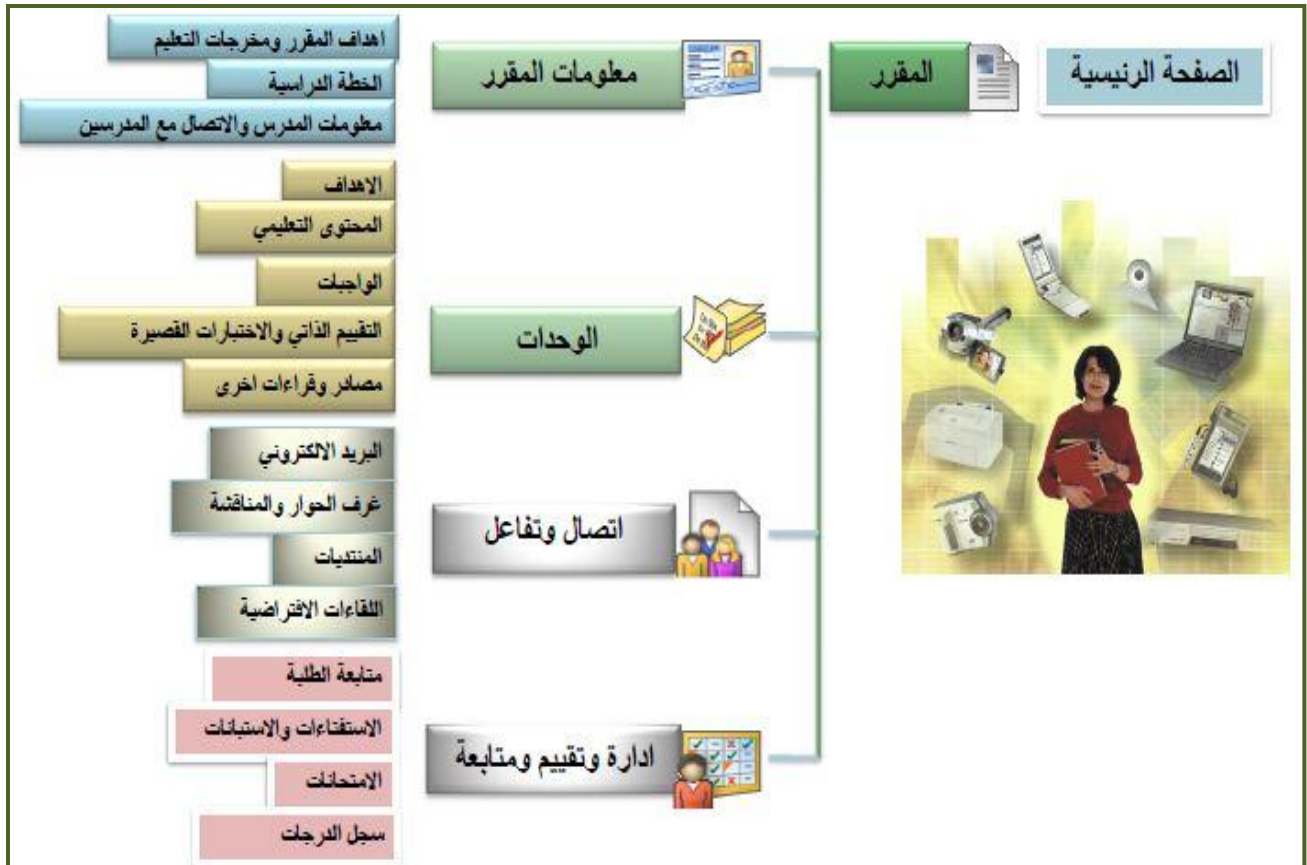 الصفحة الرئيسية
المقرر
معلومات المقرر
اهداف المقرر ومخرجات التعليم
الخطة الدراسية
معلومات المدرس والاتصال مع المدرسين
الوحدات
الاهداف
المحتوى التعليمي
الواجبات
التقييم الذاتي والاختبارات القصيرة
مصادر وقراءات اخرى
اتصال وتفاعل
البريد الالكتروني
غرف الحوار والمناقشة
المنتديات
اللقاءات الافتراضية
ادارة وتقييم ومتابعة
متابعة الطلبة
الاستفتاءات والاستبانات
الامتحانات
سجل الدرجات